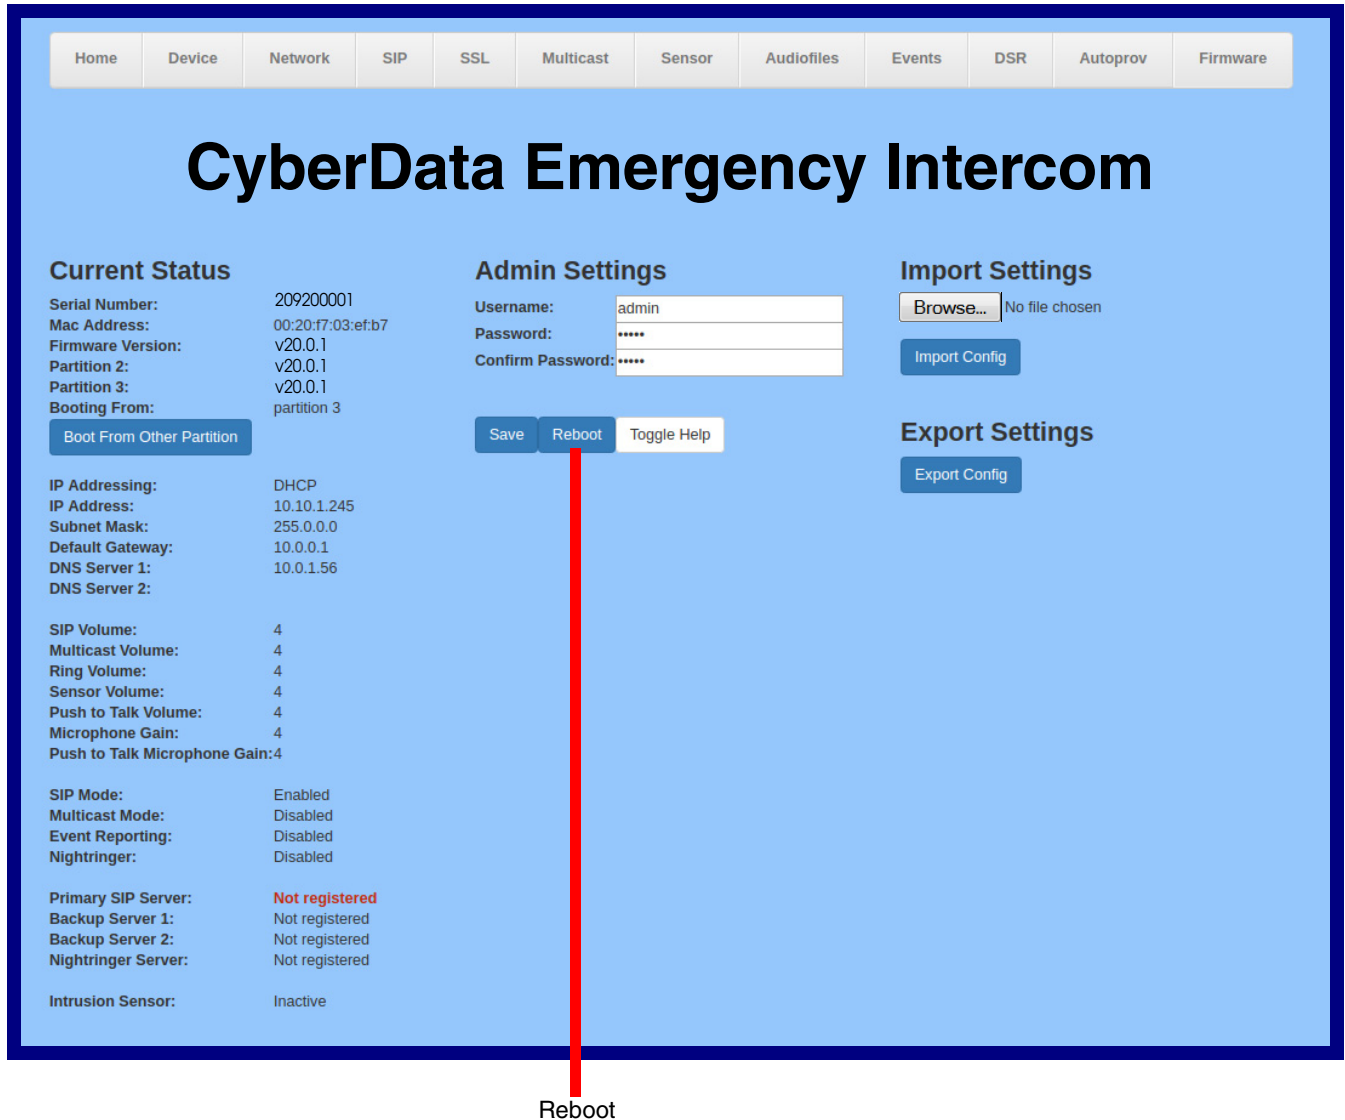 Home Device Network SIP SSL Multicast Sensor Audiofiles Events DSR Autoprov Firmware
CyberData Emergency Intercom
Current Status
Serial Number: 209200001
Mac Address: 00:20:f7:03:ef:b7
Firmware Version: v20.0.1
Partition 2: v20.0.1
Partition 3: v20.0.1
Booting From: partition 3
Boot From Other Partition
IP Addressing: DHCP
IP Address: 10.10.1.245
Subnet Mask: 255.0.0.0
Default Gateway: 10.0.0.1
DNS Server 1: 10.0.1.56
DNS Server 2:
SIP Volume: 4
Multicast Volume: 4
Ring Volume: 4
Sensor Volume: 4
Push to Talk Volume: 4
Microphone Gain: 4
Push to Talk Microphone Gain: 4
SIP Mode: Enabled
Multicast Mode: Disabled
Event Reporting: Disabled
Nightringer: Disabled
Primary SIP Server: Not registered
Backup Server 1: Not registered
Backup Server 2: Not registered
Nightringer Server: Not registered
Intrusion Sensor: Inactive
Admin Settings
Username: admin
Password: •••••
Confirm Password: •••••
Save Reboot Toggle Help
Import Settings
Browse... No file chosen
Import Config
Export Settings
Export Config
Reboot